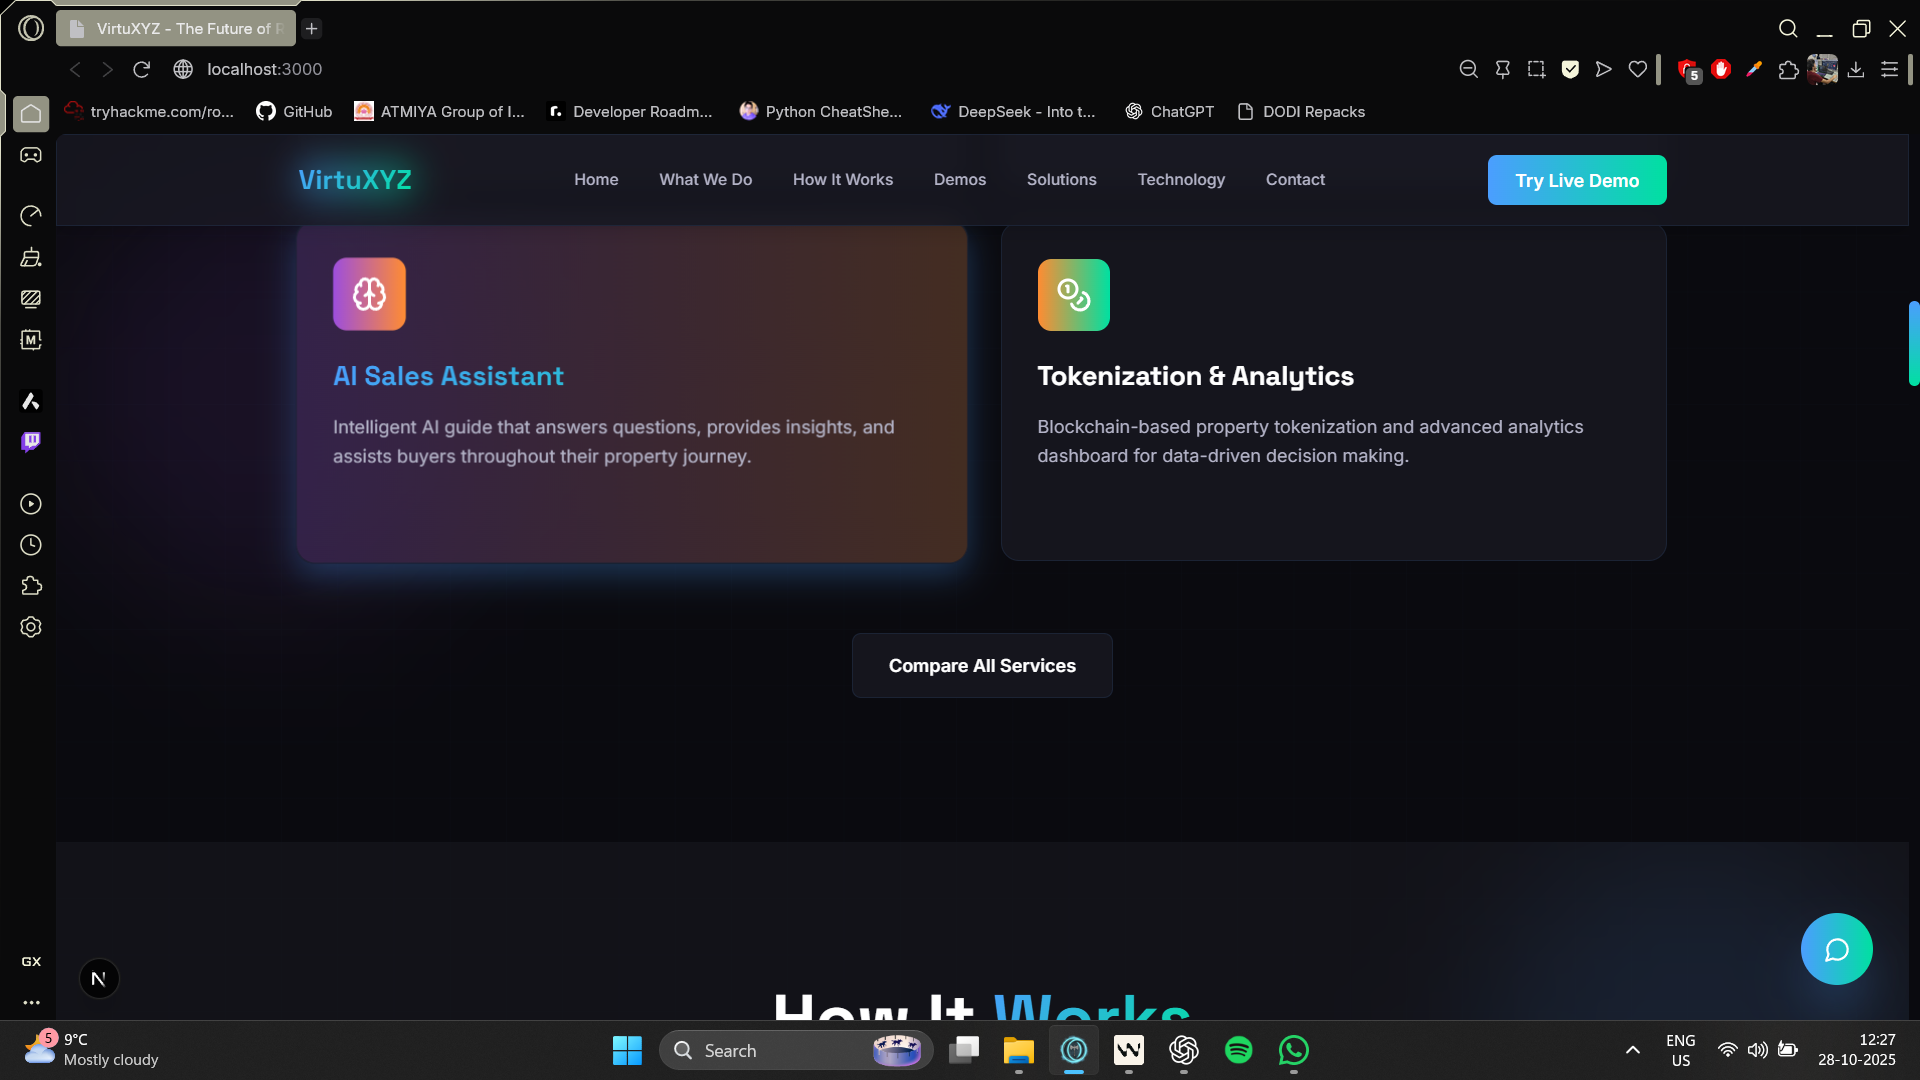 VirtuXYZ - The Future of R
localhost:3000
5
tryhackme.com/ro...
GitHub
ATMIYA Group of I...
Developer Roadm...
Python CheatShe...
DeepSeek - Into t...
ChatGPT
DODI Repacks
VirtuXYZ
Home
What We Do
How It Works
Demos
Solutions
Technology
Contact
Try Live Demo
AI Sales Assistant
Intelligent AI guide that answers questions, provides insights, and
assists buyers throughout their property journey.
Tokenization & Analytics
Blockchain-based property tokenization and advanced analytics
dashboard for data-driven decision making.
Compare All Services
How It Works
M
GX
N
5
9°C
Mostly cloudy
Search
ENG
US
12:27
28-10-2025